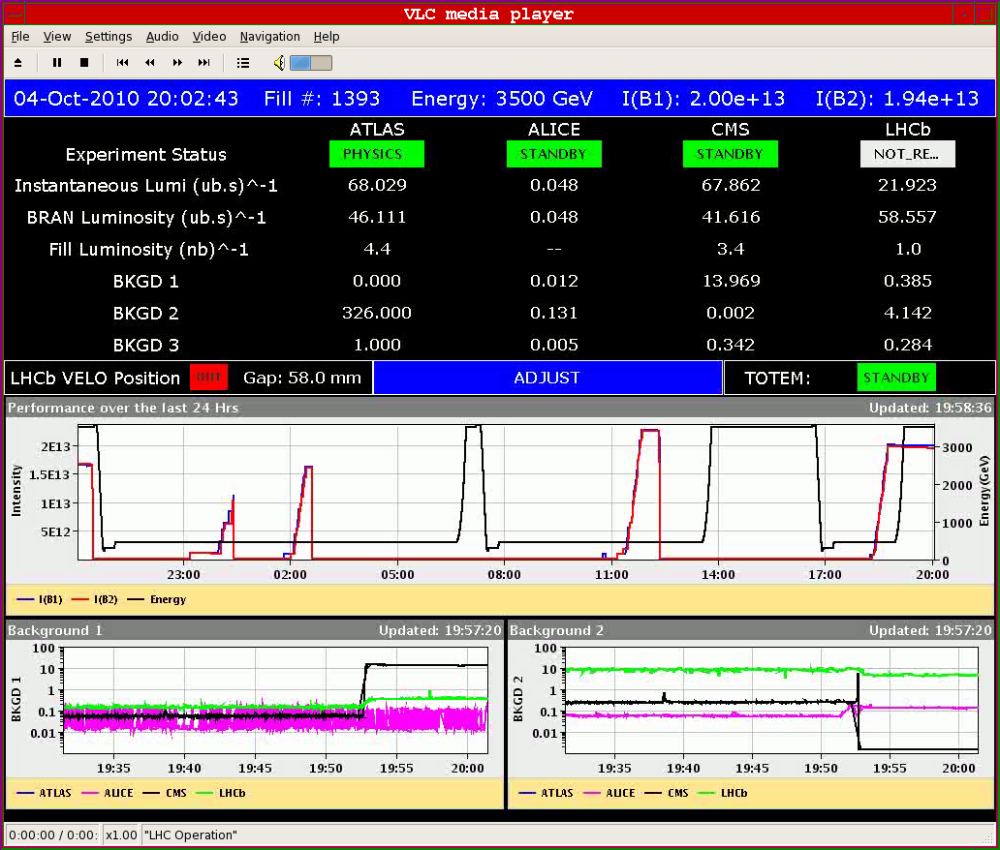 VLC media player
File View Settings Audio Video Navigation Help
04-Oct-2010 20:02:43 Fill #: 1393 Energy: 3500 GeV I(B1): 2.00e+13 I(B2): 1.94e+13
ATLAS ALICE CMS LHCb
Experiment Status PHYSICS STANDBY STANDBY NOT_RE...
Instantaneous Lumi (ub.s)^-1 68.029 0.048 67.862 21.923
BRAN Luminosity (ub.s)^-1 46.111 0.048 41.616 58.557
Fill Luminosity (nb)^-1 4.4 -- 3.4 1.0
BKGD 1 0.000 0.012 13.969 0.385
BKGD 2 326.000 0.131 0.002 4.142
BKGD 3 1.000 0.005 0.342 0.284
LHCb VELO Position OUT Gap: 58.0 mm ADJUST TOTEM: STANDBY
Performance over the last 24 Hrs Updated: 19:58:36
Intensity
2E13
1.5E13
1E13
5E12
3000
2000
1000
0
Energy(GeV)
23:00 02:00 05:00 08:00 11:00 14:00 17:00 20:00
I(B1) I(B2) Energy
Background 1 Updated: 19:57:20
BKGD 1
100
10
1
0.1
0.01
19:35 19:40 19:45 19:50 19:55 20:00
ATLAS ALICE CMS LHCb
Background 2 Updated: 19:57:20
BKGD 2
100
10
1
0.1
0.01
19:35 19:40 19:45 19:50 19:55 20:00
ATLAS ALICE CMS LHCb
0:00:00 / 0:00: x1.00 "LHC Operation"